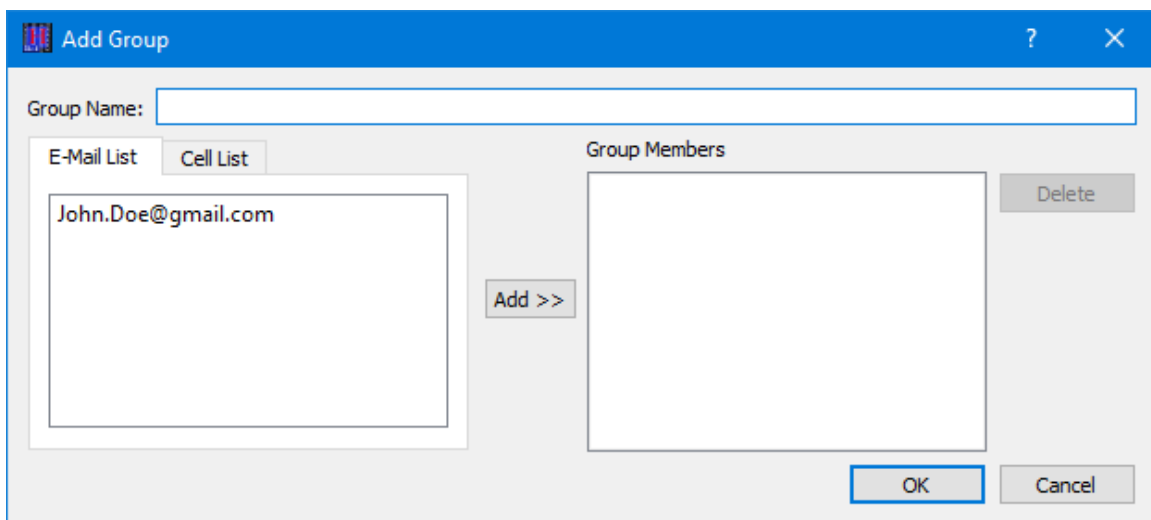 Add Group
?
Group Name:
E-Mail List
Cell List
Group Members
John.Doe@gmail.com
Delete
Add >>
OK
Cancel